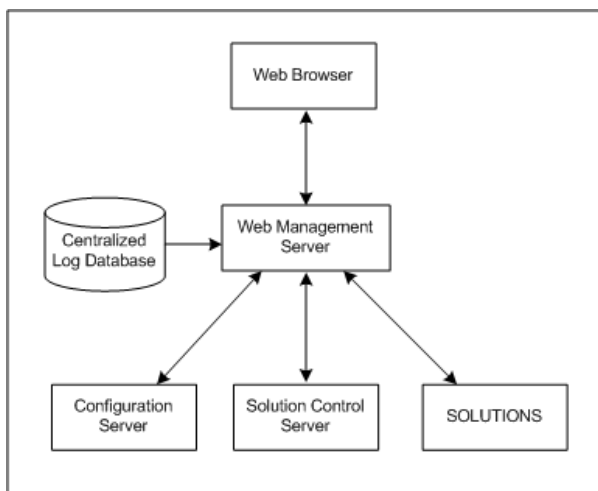 Web Browser
Web Management
Server
Centralized
Log Database
Configuration
Server
Solution Control
Server
SOLUTIONS